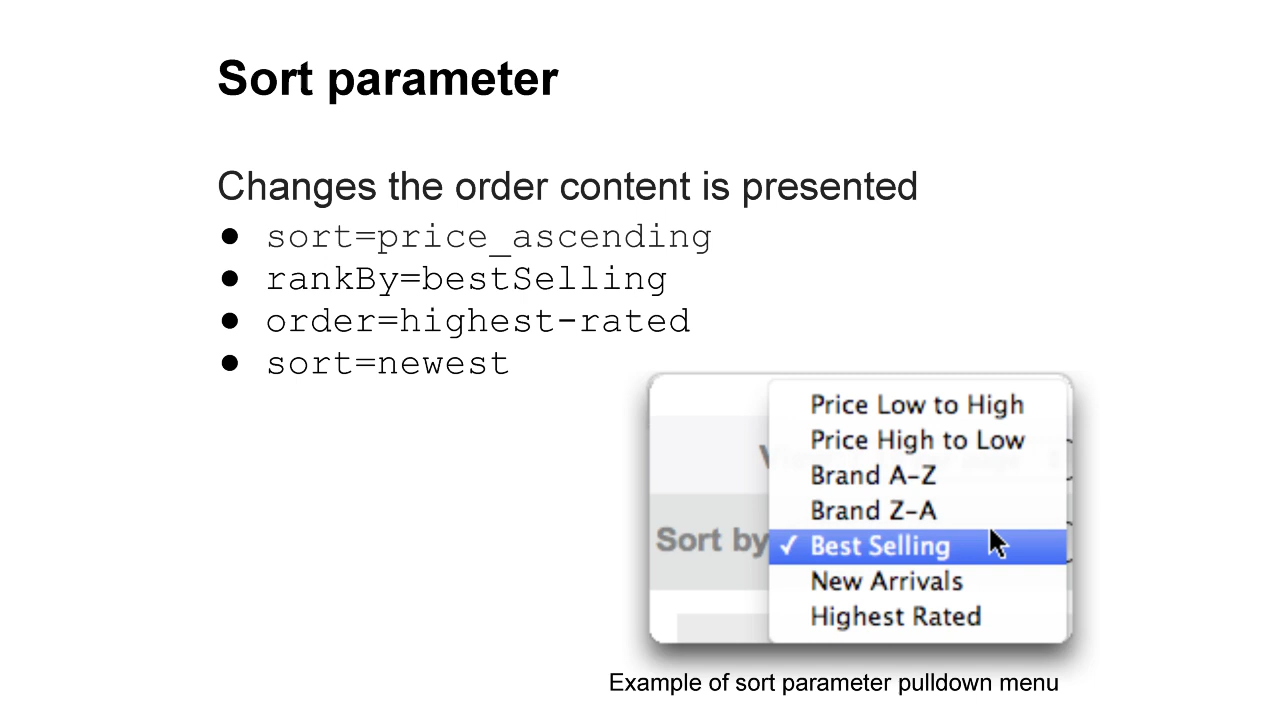 Sort parameter
Changes the order content is presented
● sort=price_ascending
● rankBy=bestSelling
● order=highest-rated
● sort=newest
Price Low to High
Price High to Low
Brand A-Z
Brand Z-A
Sort by
✓ Best Selling
New Arrivals
Highest Rated
Example of sort parameter pulldown menu